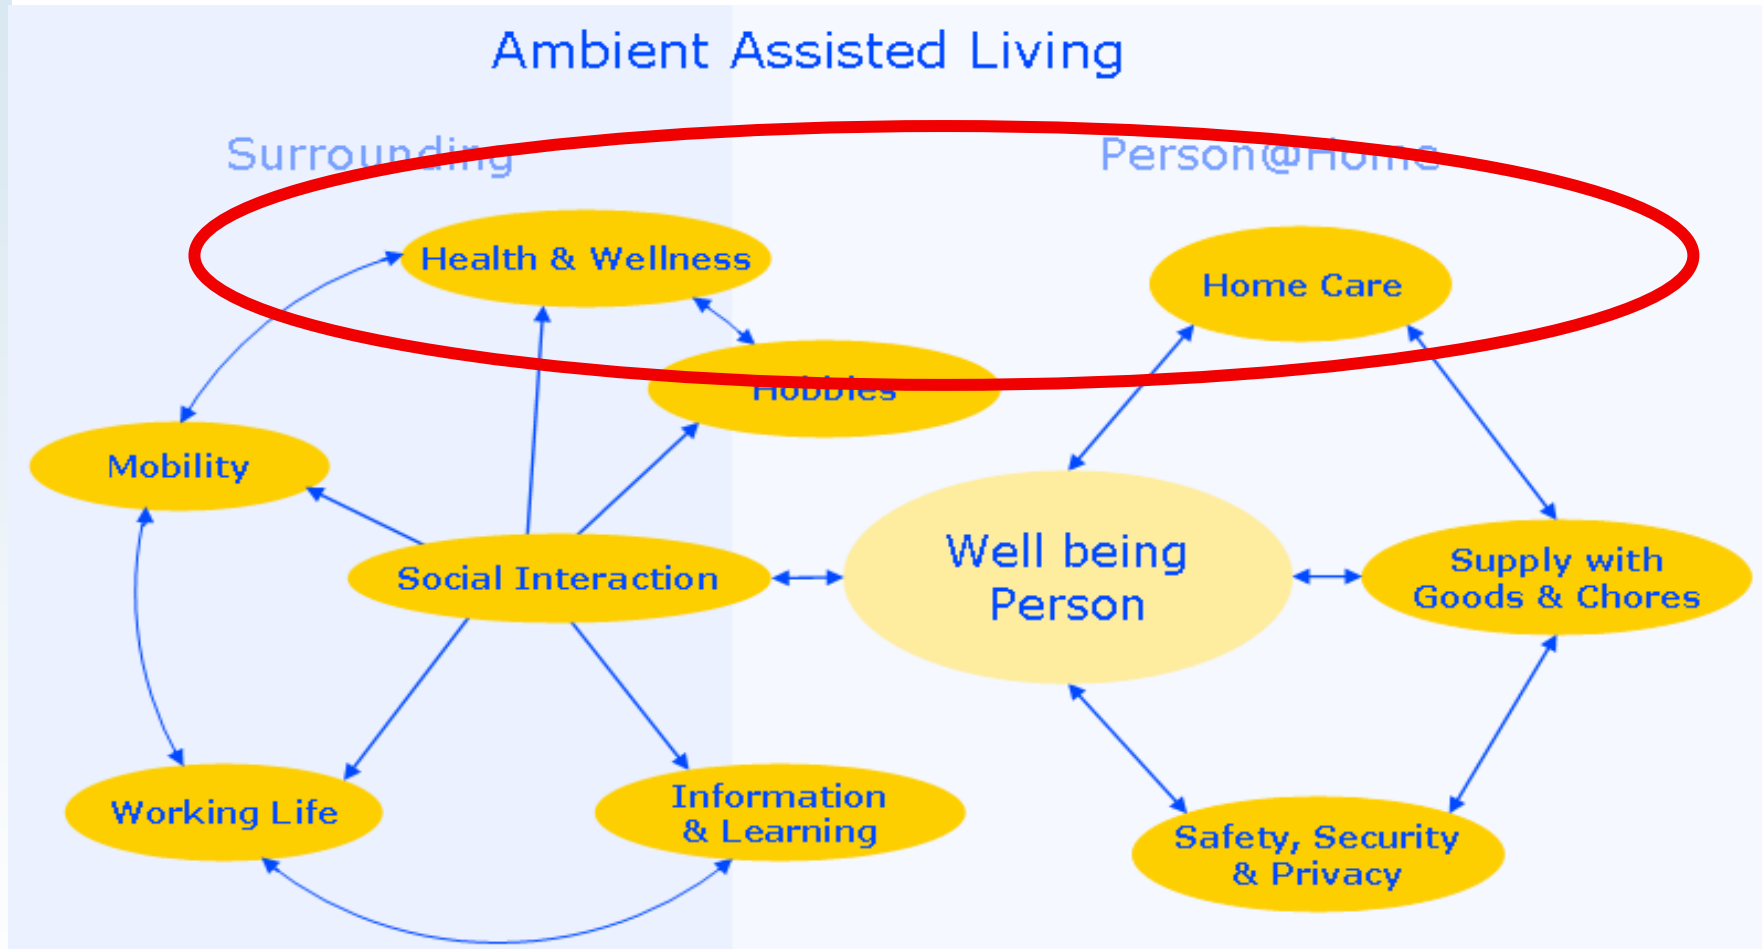 Ambient Assisted Living
Surrounding
Person@Home
Health & Wellness
Home Care
Hobbies
Mobility
Social Interaction
Well being
Person
Supply with
Goods & Chores
Working Life
Information
& Learning
Safety, Security
& Privacy